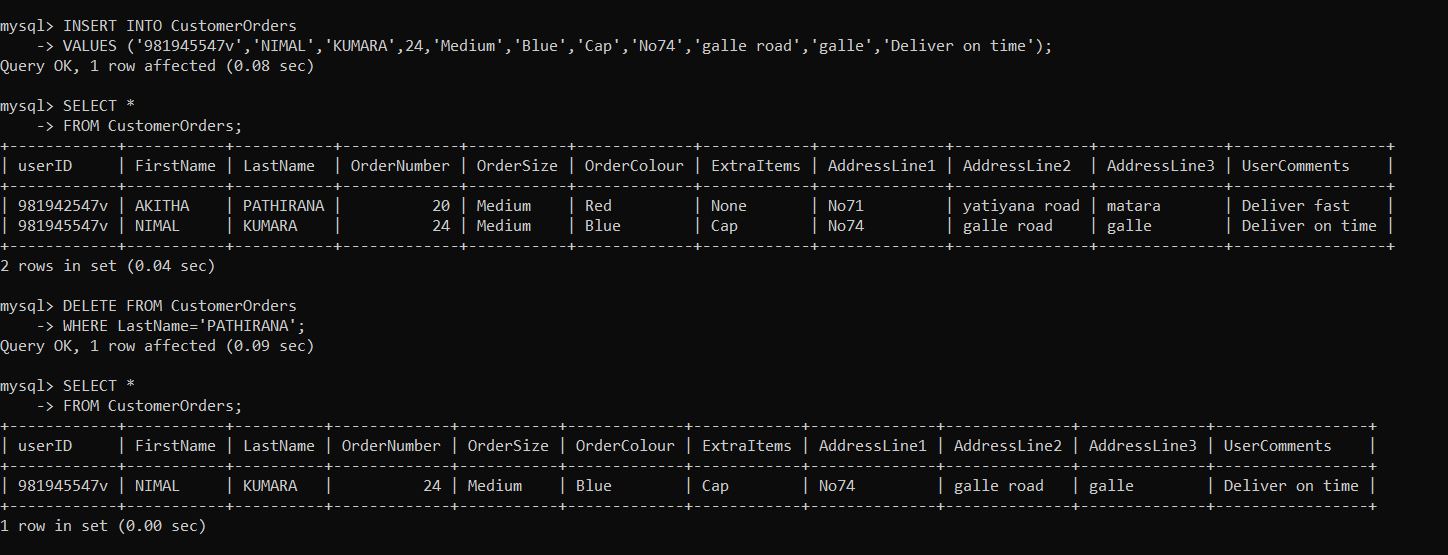 mysql> INSERT INTO CustomerOrders
    -> VALUES ('981945547v','NIMAL','KUMARA',24,'Medium','Blue','Cap','No74','galle road','galle','Deliver on time');
Query OK, 1 row affected (0.08 sec)

mysql> SELECT *
    -> FROM CustomerOrders;
+------------+-----------+-----------+-------------+-----------+-------------+------------+--------------+---------------+--------------+-----------------+
| userID     | FirstName | LastName  | OrderNumber | OrderSize | OrderColour | ExtraItems | AddressLine1 | AddressLine2  | AddressLine3 | UserComments    |
+------------+-----------+-----------+-------------+-----------+-------------+------------+--------------+---------------+--------------+-----------------+
| 981942547v | AKITHA    | PATHIRANA |          20 | Medium    | Red         | None       | No71         | yatiyana road | matara       | Deliver fast    |
| 981945547v | NIMAL     | KUMARA    |          24 | Medium    | Blue        | Cap        | No74         | galle road    | galle        | Deliver on time |
+------------+-----------+-----------+-------------+-----------+-------------+------------+--------------+---------------+--------------+-----------------+
2 rows in set (0.04 sec)

mysql> DELETE FROM CustomerOrders
    -> WHERE LastName='PATHIRANA';
Query OK, 1 row affected (0.09 sec)

mysql> SELECT *
    -> FROM CustomerOrders;
+------------+-----------+----------+-------------+-----------+-------------+------------+--------------+--------------+--------------+-----------------+
| userID     | FirstName | LastName | OrderNumber | OrderSize | OrderColour | ExtraItems | AddressLine1 | AddressLine2 | AddressLine3 | UserComments    |
+------------+-----------+----------+-------------+-----------+-------------+------------+--------------+--------------+--------------+-----------------+
| 981945547v | NIMAL     | KUMARA   |          24 | Medium    | Blue        | Cap        | No74         | galle road   | galle        | Deliver on time |
+------------+-----------+----------+-------------+-----------+-------------+------------+--------------+--------------+--------------+-----------------+
1 row in set (0.00 sec)